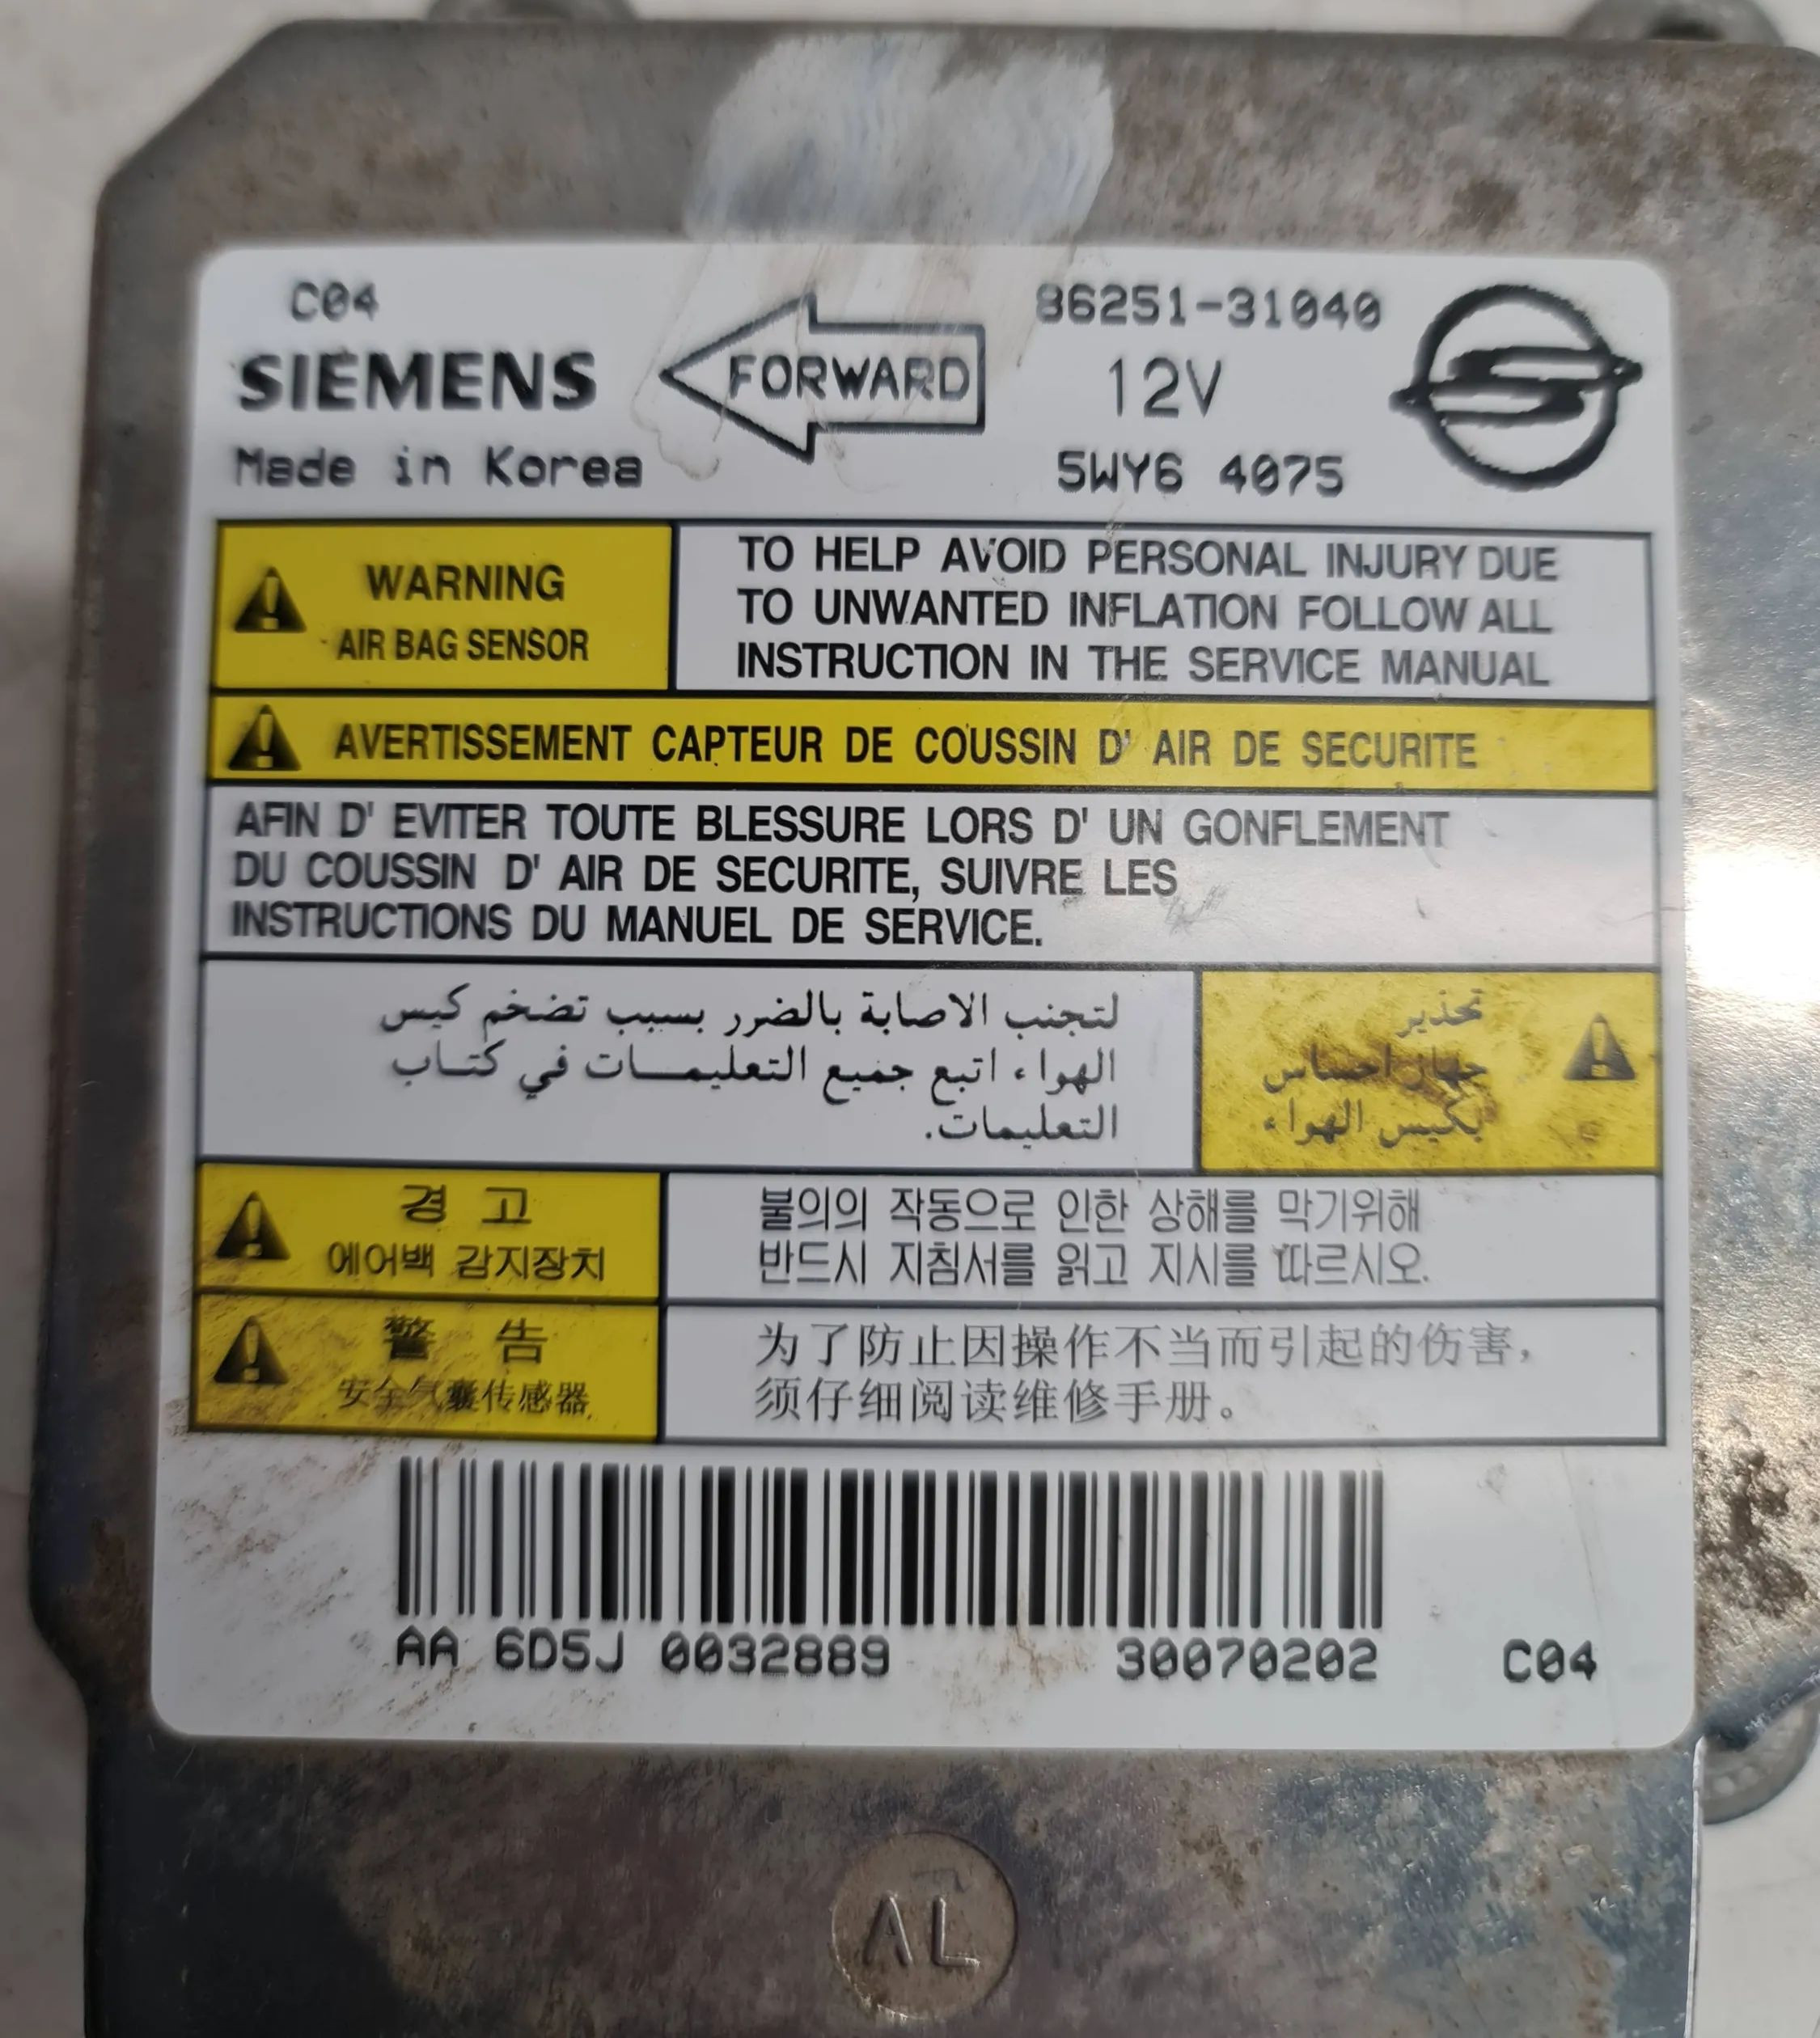 C04
SIEMENS
Made in Korea
FORWARD
86251-31040
12V
5WY6 4075
WARNING
AIR BAG SENSOR
TO HELP AVOID PERSONAL INJURY DUE
TO UNWANTED INFLATION FOLLOW ALL
INSTRUCTION IN THE SERVICE MANUAL
AVERTISSEMENT CAPTEUR DE COUSSIN D' AIR DE SECURITE
AFIN D' EVITER TOUTE BLESSURE LORS D' UN GONFLEMENT
DU COUSSIN D' AIR DE SECURITE, SUIVRE LES
INSTRUCTIONS DU MANUEL DE SERVICE.
تحذير
جهاز احساس
بكيس الهواء
لتجنب الاصابة بالضرر بسبب تضخم كيس
الهواء اتبع جميع التعليمــات في كتــاب
التعليمات.
경 고
에어백 감지장치
불의의 작동으로 인한 상해를 막기위해
반드시 지침서를 읽고 지시를 따르시오.
警 告
安全气囊传感器
为了防止因操作不当而引起的伤害，
须仔细阅读维修手册。
AA 6D5J 0032889 30070202 C04
AL